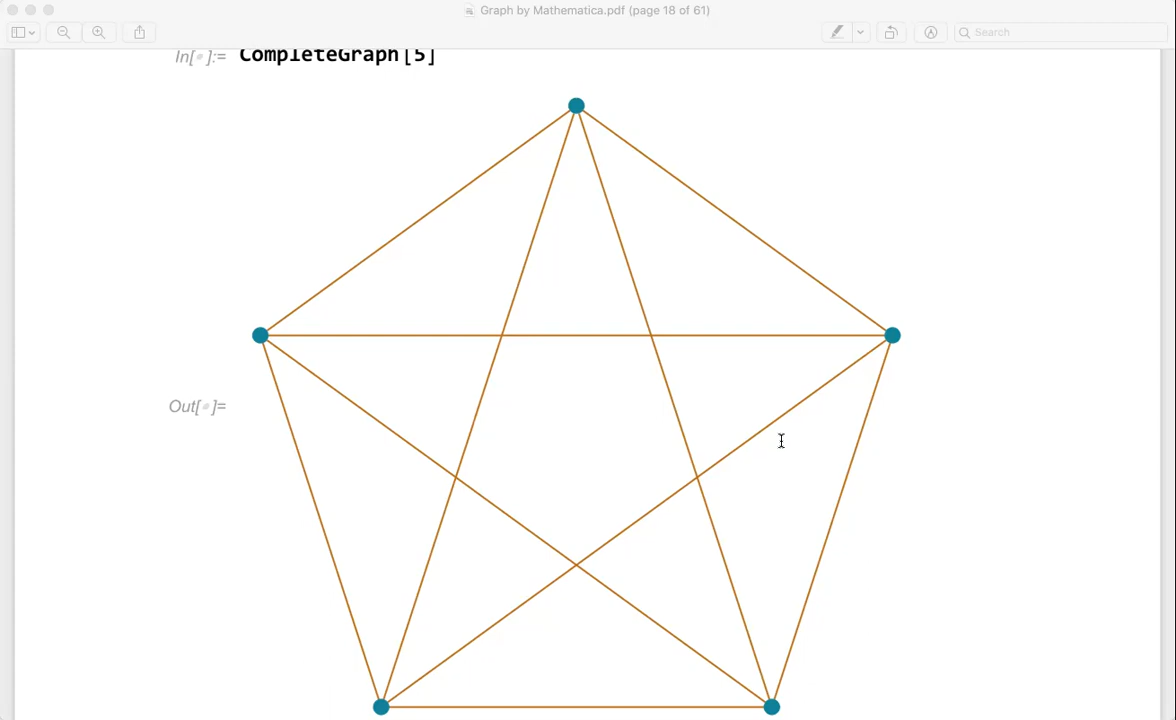 Graph by Mathematica.pdf (page 18 of 61)
Search
In[ ]:= CompleteGraph[5]
Out[ ]=